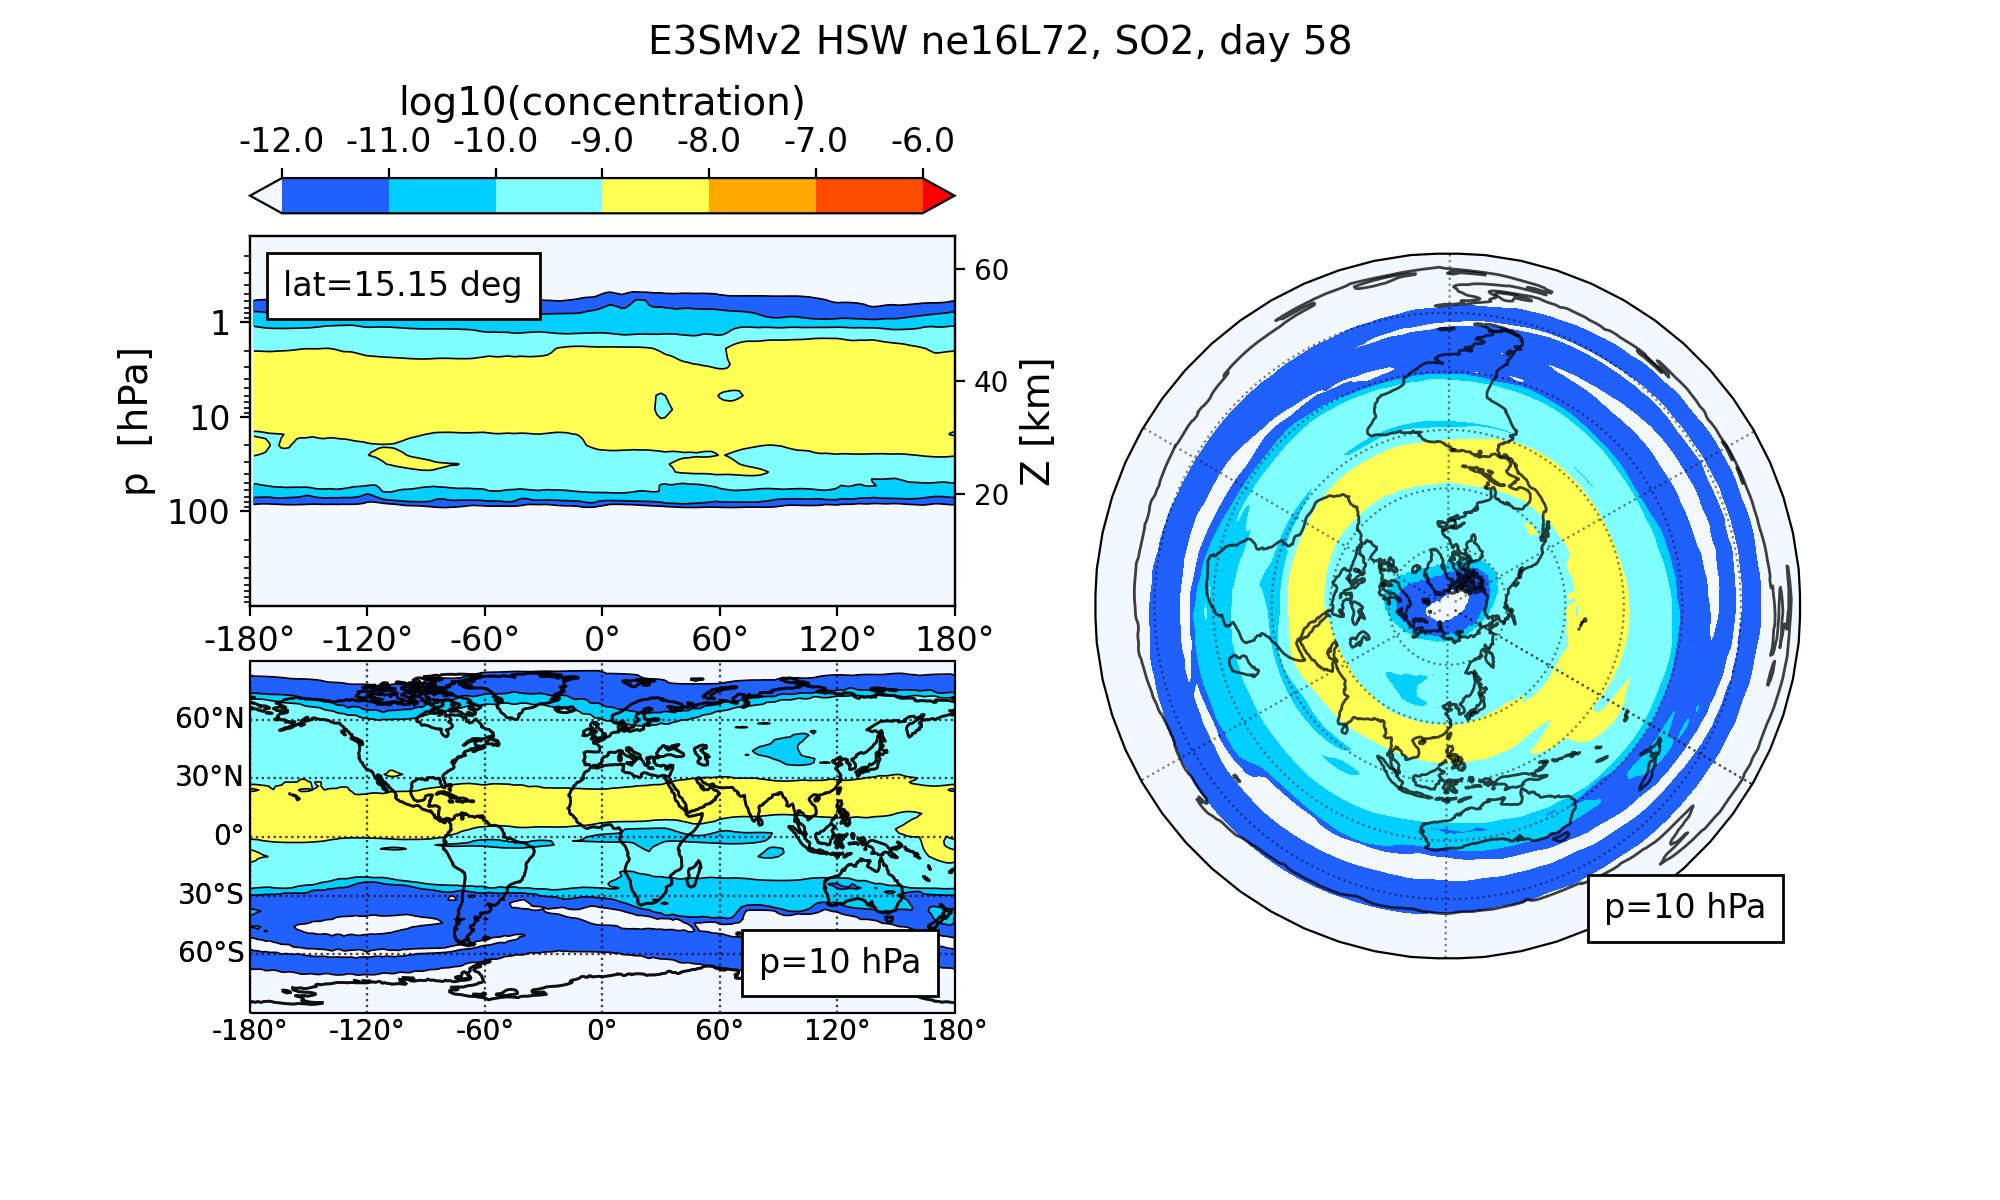 E3SMv2 HSW ne16L72, SO2, day 58
log10(concentration)
-12.0 -11.0 -10.0 -9.0 -8.0 -7.0 -6.0
lat=15.15 deg
p [hPa]
1
10
100
60
40
20
Z [km]
-180° -120° -60° 0° 60° 120° 180°
60°N
30°N
0°
30°S
60°S
p=10 hPa
-180° -120° -60° 0° 60° 120° 180°
p=10 hPa